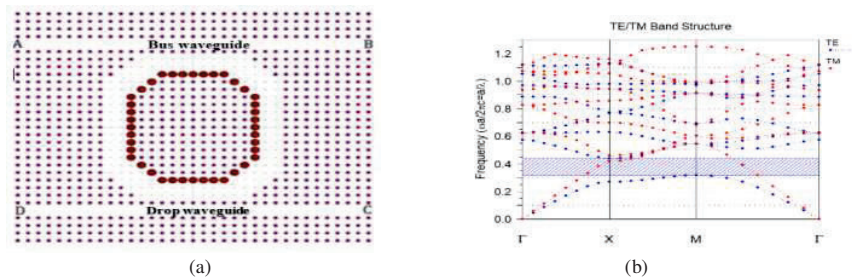 A
Bus waveguide
B
D
Drop waveguide
C
(a)
TE/TM Band Structure
TE
TM
Frequency (ωa/2πc=a/λ)
1.2
1.0
0.8
0.6
0.4
0.2
0.0
Γ
X
M
Γ
(b)